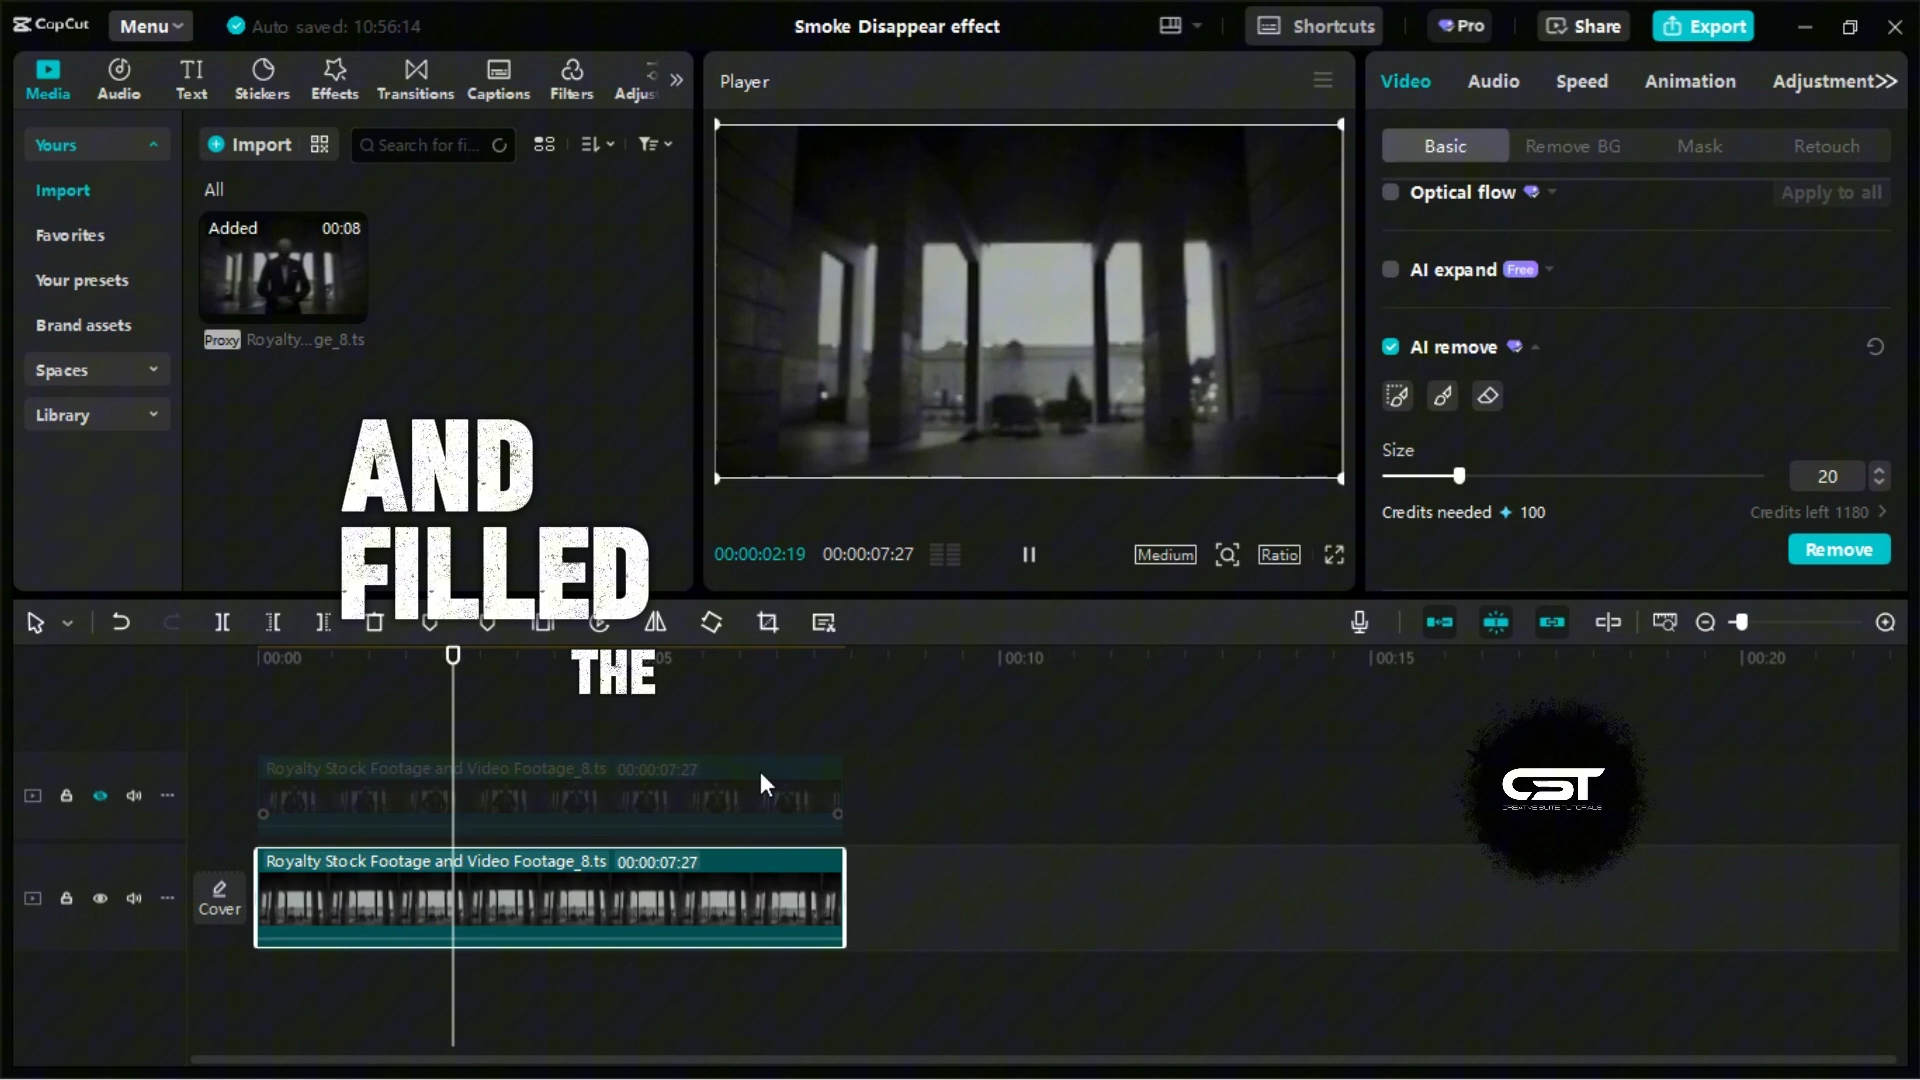 CapCut
Menu
Auto saved: 10:56:14
Smoke Disappear effect
Shortcuts
Pro
Share
Export
Media
Audio
Text
Stickers
Effects
Transitions
Captions
Filters
Adjus
Player
Video
Audio
Speed
Animation
Adjustment
Yours
Import
Search for fi...
Basic
Remove BG
Mask
Retouch
Import
All
Optical flow
Apply to all
Favorites
Added
00:08
AI expand
Free
Your presets
Brand assets
Proxy
Royalty...ge_8.ts
AI remove
Spaces
Library
AND
FILLED
THE
Size
20
Credits needed
100
Credits left 1180
Remove
00:00:02:19
00:00:07:27
Medium
Ratio
00:00
05
00:10
00:15
00:20
Royalty Stock Footage and Video Footage_8.ts 00:00:07:27
Royalty Stock Footage and Video Footage_8.ts 00:00:07:27
Cover
CST
CREATIVE SUITE TUTORIALS